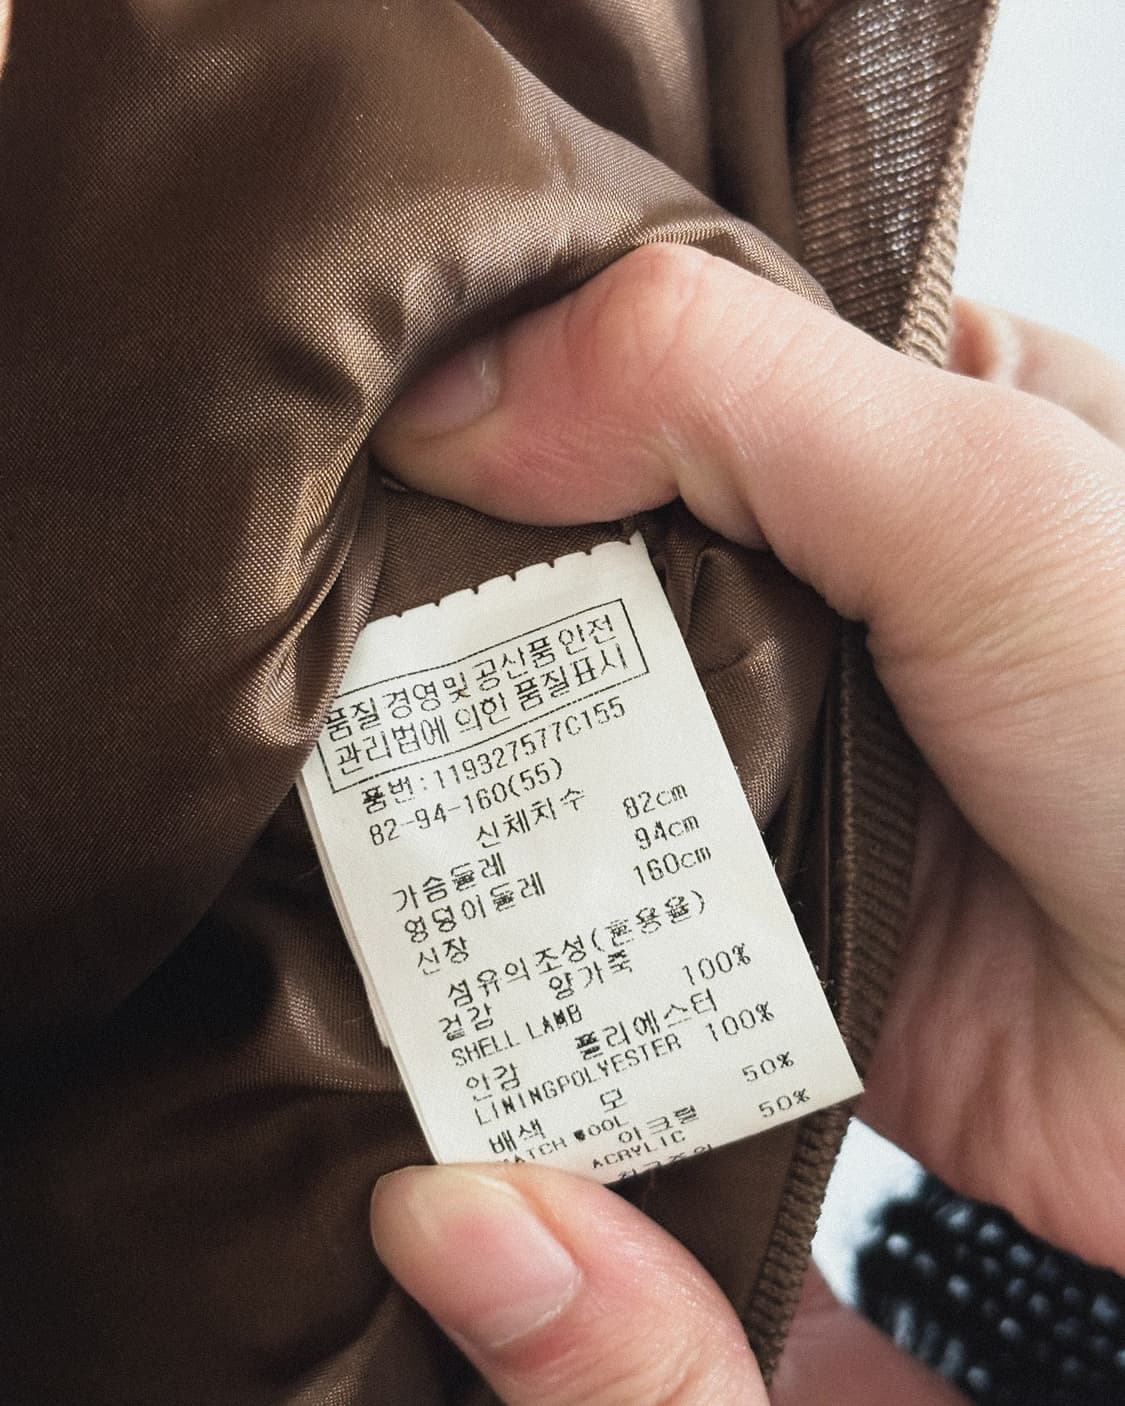 품질경영및공산품안전
관리법에 의한 품질표시
품번:119327577C155
82-94-160(55)
신체치수
가슴둘레 82cm
엉덩이둘레 94cm
신장 160cm
섬유의 조성(혼용율)
겉감 양가죽 100%
SHELL LAMB
안감 폴리에스터 100%
LININGPOLYESTER
배색 모 50%
MATCH WOOL
아크릴 50%
ACRYLIC